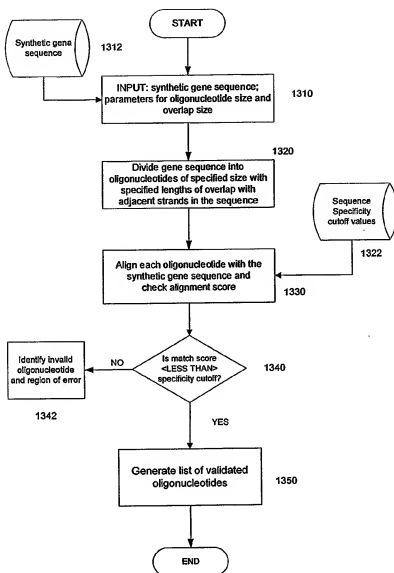 START
Synthetic gene
sequence
1312
INPUT: synthetic gene sequence;
parameters for oligonucleotide size and
overlap size
1310
1320
Divide gene sequence into
oligonucleotides of specified size with
specified lengths of overlap with
adjacent strands in the sequence
Sequence
Specificity
cutoff values
1322
Align each oligonucleotide with the
synthetic gene sequence and
check alignment score
1330
Identify invalid
oligonucleotide
and region of error
1342
NO
Is match score
<LESS THAN>
specificity cutoff?
1340
YES
Generate list of validated
oligonucleotides
1350
END